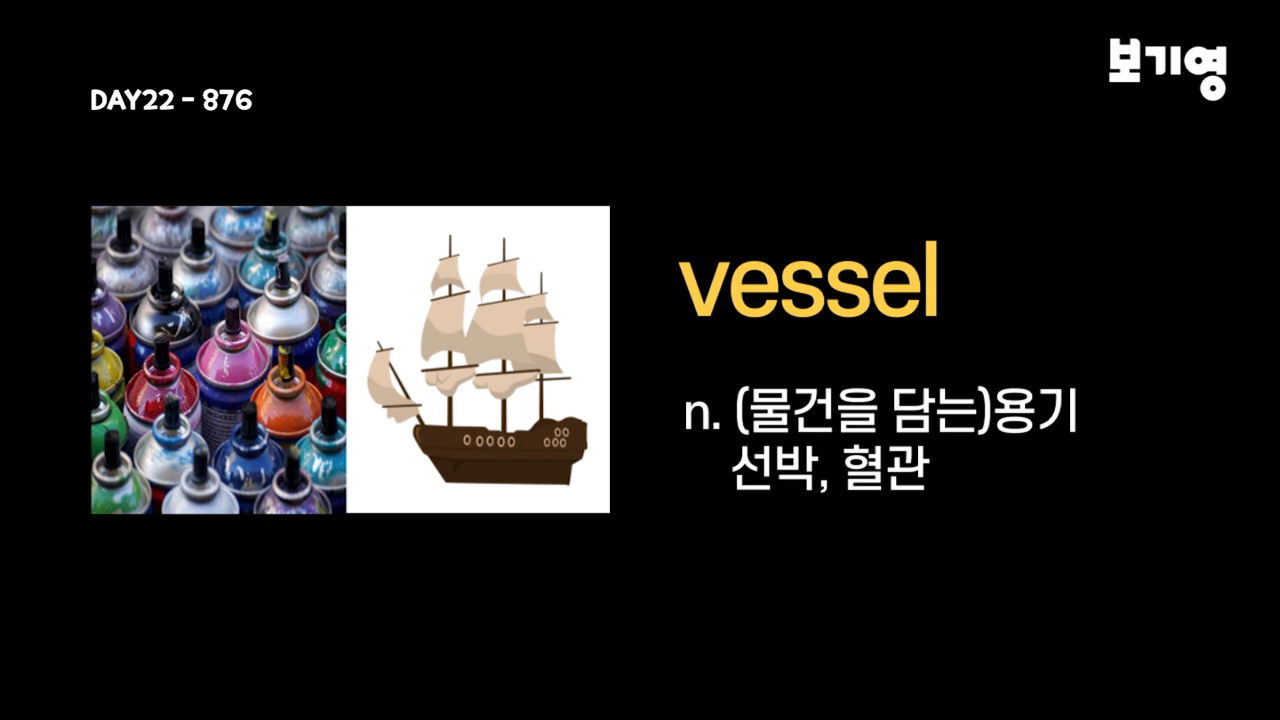 보기영
DAY22 - 876
vessel
n. (물건을 담는)용기
선박, 혈관